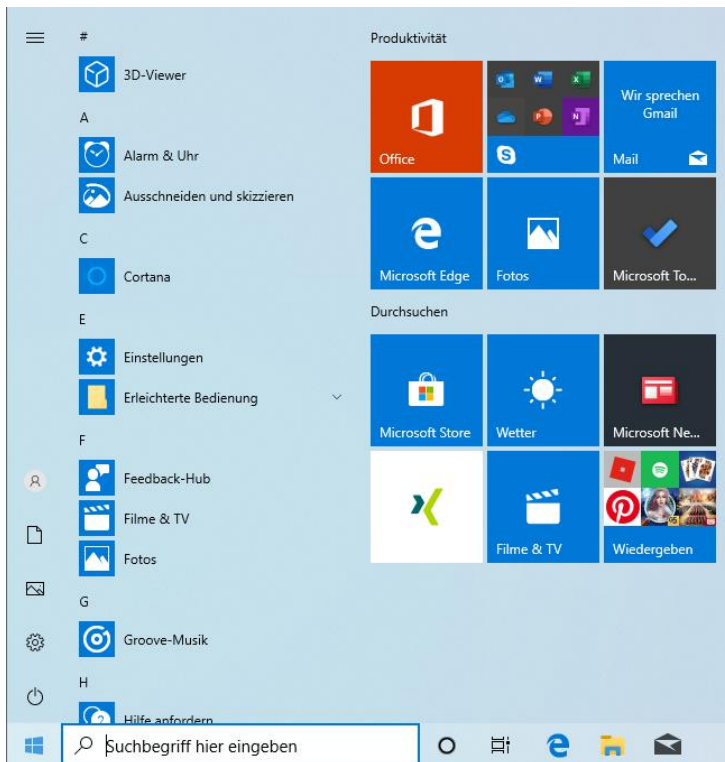 #
3D-Viewer
A
Alarm & Uhr
Ausschneiden und skizzieren
C
Cortana
E
Einstellungen
Erleichterte Bedienung
F
Feedback-Hub
Filme & TV
Fotos
G
Groove-Musik
H
Hilfe anfordern
Produktivität
Office
Wir sprechen
Gmail
Mail
Microsoft Edge
Fotos
Microsoft To...
Durchsuchen
Microsoft Store
Wetter
Microsoft Ne...
Filme & TV
Wiedergeben
Suchbegriff hier eingeben